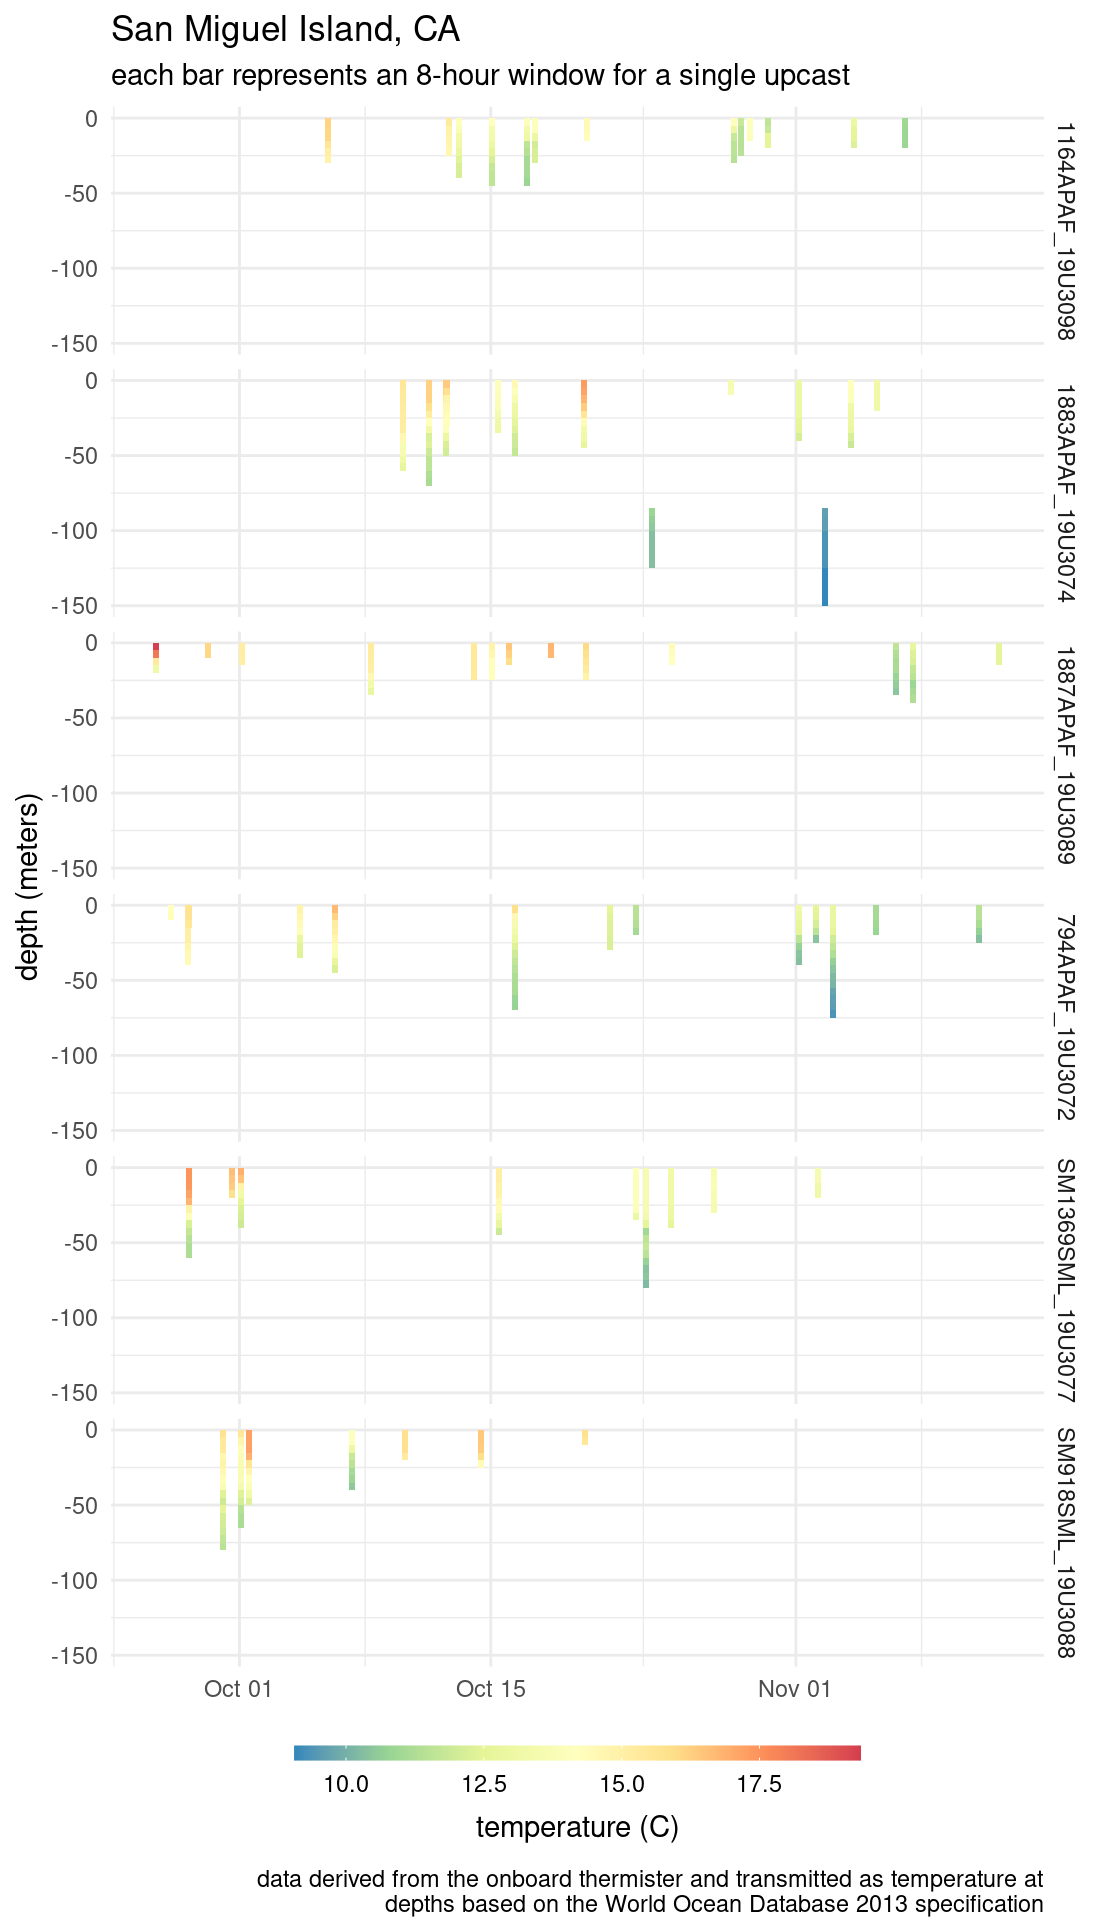 San Miguel Island, CA
each bar represents an 8-hour window for a single upcast
0
-50
-100
-150
1164APAF_19U3098
0
-50
-100
-150
1883APAF_19U3074
0
-50
-100
-150
1887APAF_19U3089
depth (meters)
0
-50
-100
-150
794APAF_19U3072
0
-50
-100
-150
SM1369SML_19U3077
0
-50
-100
-150
SM918SML_19U3088
Oct 01 Oct 15 Nov 01
10.0 12.5 15.0 17.5
temperature (C)
data derived from the onboard thermister and transmitted as temperature at
depths based on the World Ocean Database 2013 specification